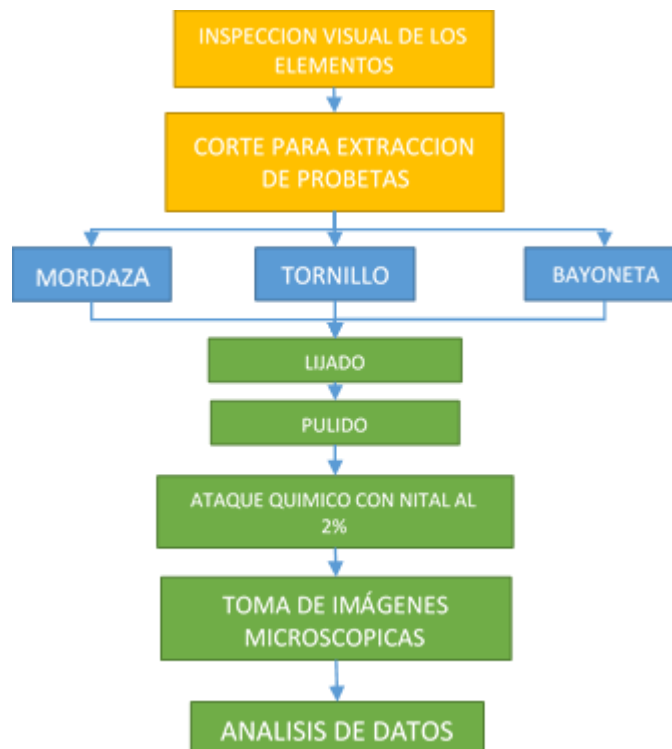 INSPECCION VISUAL DE LOS
ELEMENTOS
CORTE PARA EXTRACCION
DE PROBETAS
MORDAZA
TORNILLO
BAYONETA
LIJADO
PULIDO
ATAQUE QUIMICO CON NITAL AL
2%
TOMA DE IMÁGENES
MICROSCOPICAS
ANALISIS DE DATOS